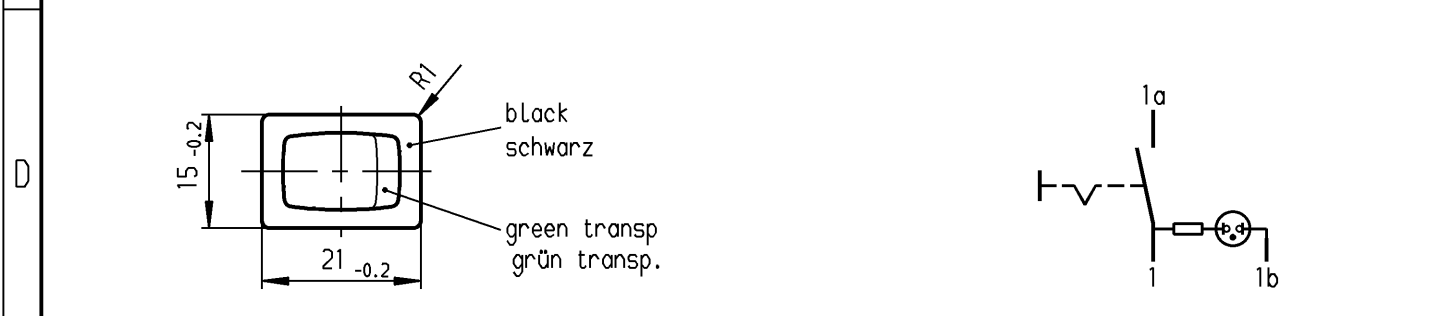 D
15 -0.2
R1
black
schwarz
green transp
grün transp.
21 -0.2
1a
1
1b